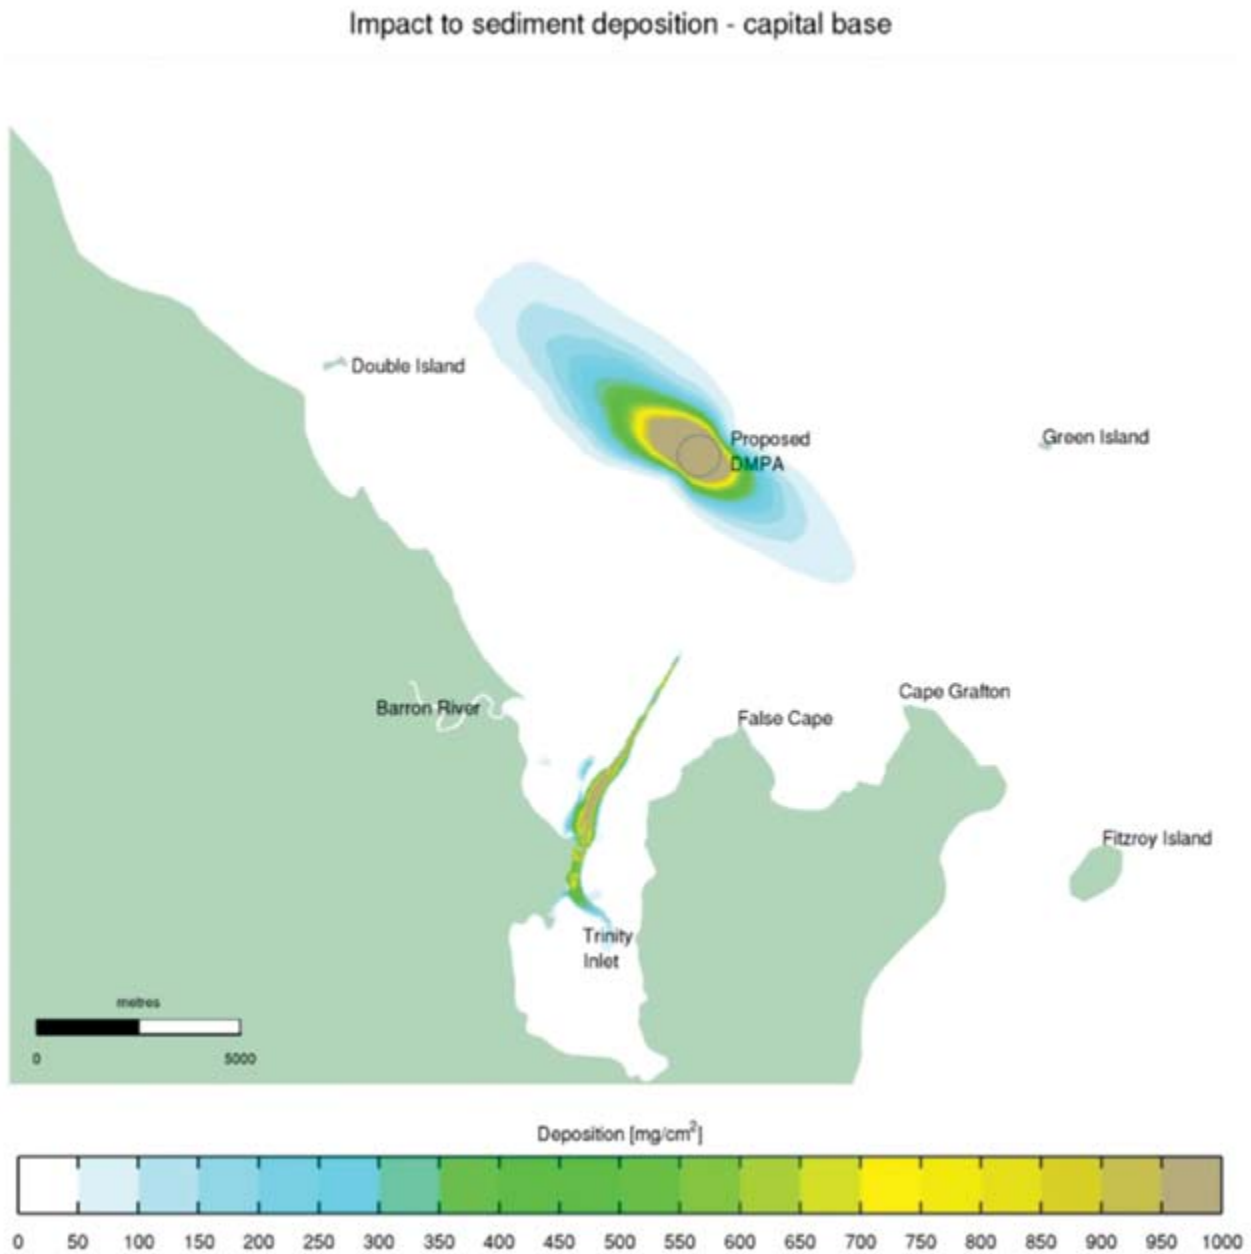 Impact to sediment deposition - capital base
Double Island
Proposed
DMPA
Green Island
Barron River
False Cape
Cape Grafton
Fitzroy Island
Trinity
Inlet
metres
0 5000
Deposition [mg/cm²]
0 50 100 150 200 250 300 350 400 450 500 550 600 650 700 750 800 850 900 950 1000